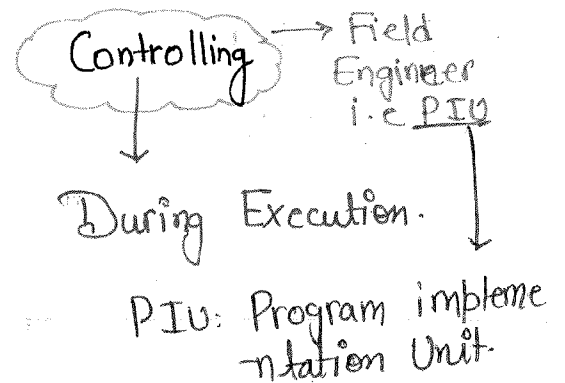 Controlling → Field
Engineer
i.e PIU
During Execution.
PIU: Program impleme
-ntation Unit.